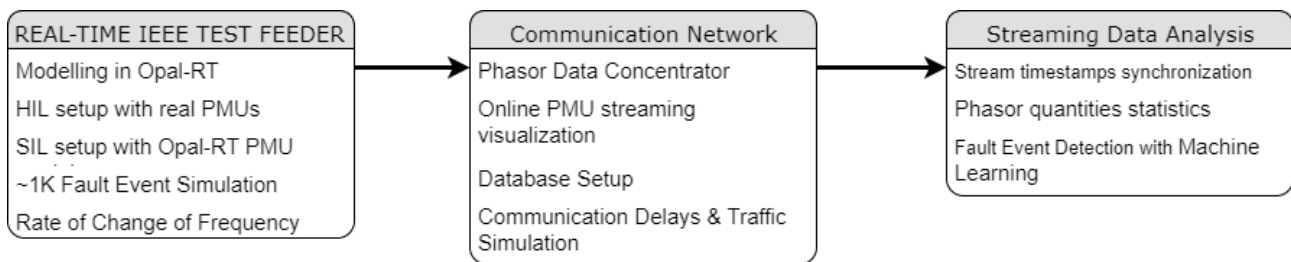 REAL-TIME IEEE TEST FEEDER
Modelling in Opal-RT
HIL setup with real PMUs
SIL setup with Opal-RT PMU
~1K Fault Event Simulation
Rate of Change of Frequency
Communication Network
Phasor Data Concentrator
Online PMU streaming
visualization
Database Setup
Communication Delays & Traffic
Simulation
Streaming Data Analysis
Stream timestamps synchronization
Phasor quantities statistics
Fault Event Detection with Machine
Learning